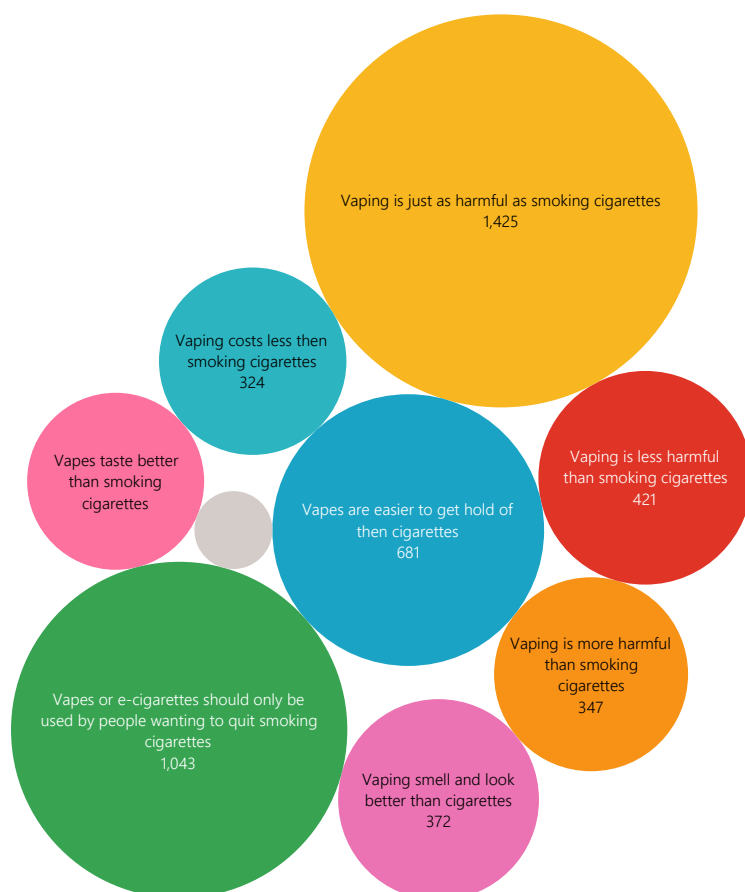 Vaping is just as harmful as smoking cigarettes
1,425
Vaping costs less then
smoking cigarettes
324
Vapes taste better
than smoking
cigarettes
Vaping is less harmful
than smoking cigarettes
421
Vapes are easier to get hold of
then cigarettes
681
Vaping is more harmful
than smoking
cigarettes
347
Vapes or e-cigarettes should only be
used by people wanting to quit smoking
cigarettes
1,043
Vaping smell and look
better than cigarettes
372